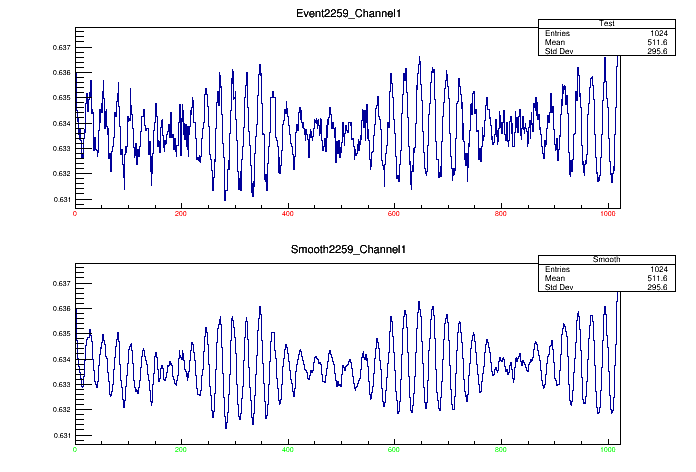 Event2259_Channel1
Test
Entries 1024
Mean 511.6
Std Dev 295.6
0.637
0.636
0.635
0.634
0.633
0.632
0.631
0 200 400 600 800 1000
Smooth2259_Channel1
Smooth
Entries 1024
Mean 511.6
Std Dev 295.6
0.637
0.636
0.635
0.634
0.633
0.632
0.631
0 200 400 600 800 1000